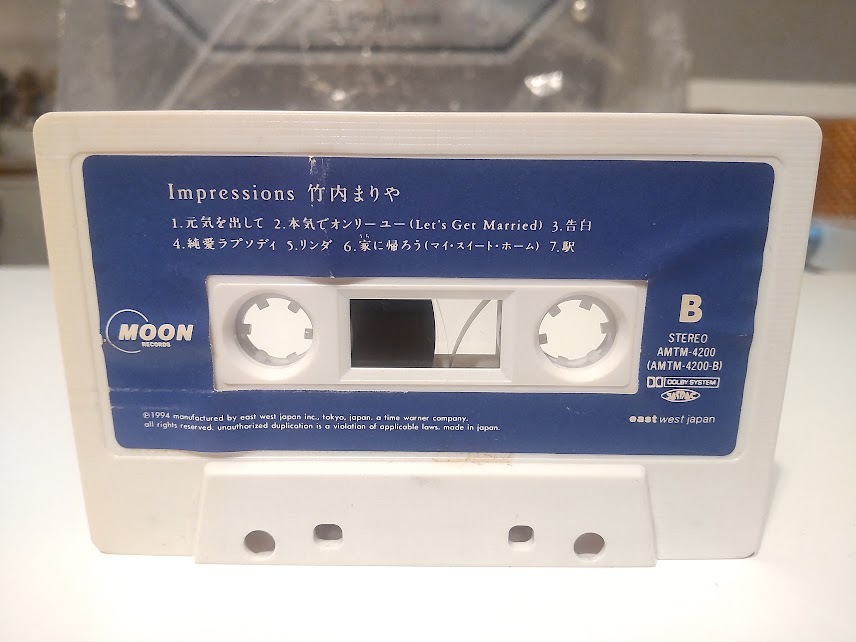 Impressions 竹内まりや
1.元気を出して 2.本気でオンリーユー(Let's Get Married) 3.告白
うち
4.純愛ラプソディ 5.リンダ 6.家に帰ろう(マイ・スイート・ホーム) 7.駅
MOON
RECORDS
B
STEREO
AMTM-4200
(AMTM-4200-B)
DOLBY SYSTEM
JASRAC
℗1994 manufactured by east west japan inc., tokyo, japan. a time warner company.
all rights reserved. unauthorized duplication is a violation of applicable laws. made in japan.
east west japan